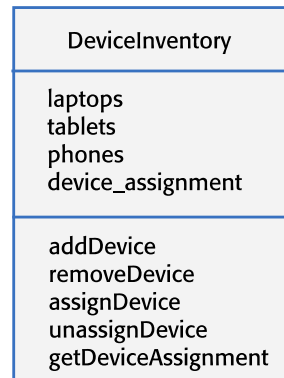 DeviceInventory
laptops
tablets
phones
device_assignment
addDevice
removeDevice
assignDevice
unassignDevice
getDeviceAssignment